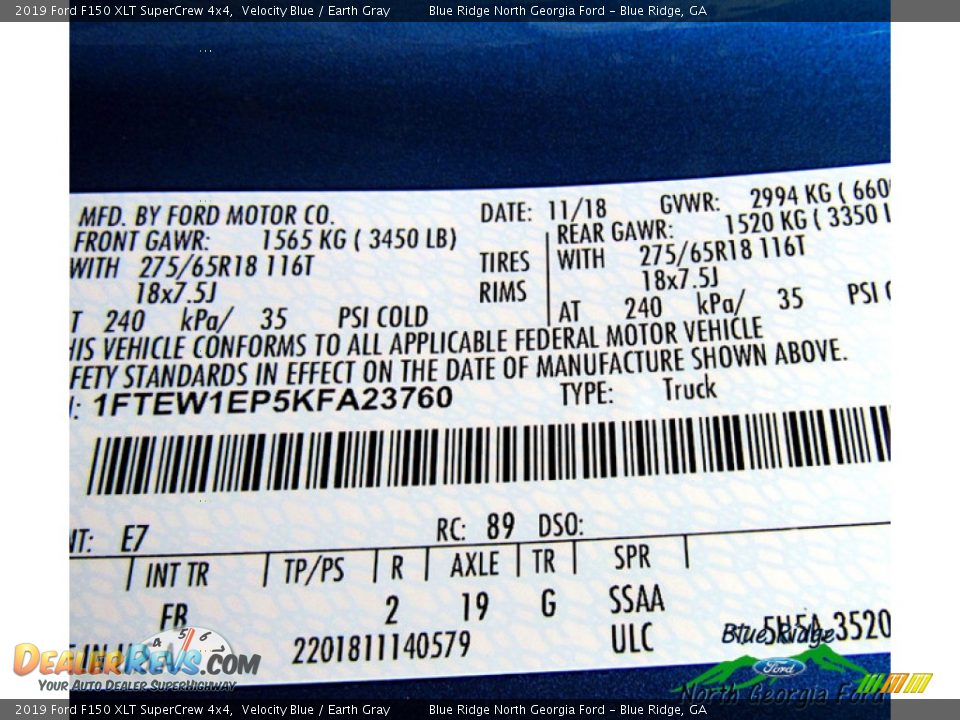 2019 Ford F150 XLT SuperCrew 4x4, Velocity Blue / Earth Gray Blue Ridge North Georgia Ford - Blue Ridge, GA
MFD. BY FORD MOTOR CO. DATE: 11/18 GVWR: 2994 KG ( 660
FRONT GAWR: 1565 KG ( 3450 LB) REAR GAWR: 1520 KG ( 3350 L
WITH 275/65R18 116T TIRES WITH 275/65R18 116T
18x7.5J RIMS 18x7.5J
T 240 kPa/ 35 PSI COLD AT 240 kPa/ 35 PSI C
HIS VEHICLE CONFORMS TO ALL APPLICABLE FEDERAL MOTOR VEHICLE
FETY STANDARDS IN EFFECT ON THE DATE OF MANUFACTURE SHOWN ABOVE.
: 1FTEW1EP5KFA23760 TYPE: Truck
NT: E7 RC: 89 DSO:
INT TR TP/PS R AXLE TR SPR
FB 2 19 G SSAA
2201811140579 ULC 3520
DealerRevs.com
Your Auto Dealer SuperHighway
Blue Ridge
Ford
North Georgia Ford
2019 Ford F150 XLT SuperCrew 4x4, Velocity Blue / Earth Gray Blue Ridge North Georgia Ford - Blue Ridge, GA